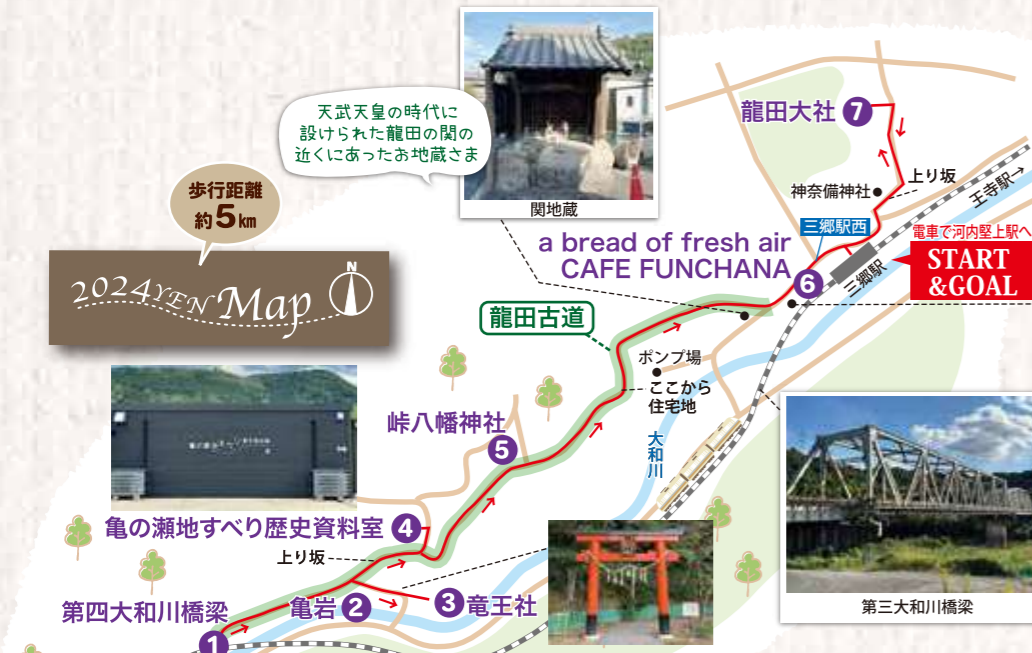 天武天皇の時代に
設けられた龍田の関の
近くにあったお地蔵さま
関地蔵
歩行距離
約5km
2024YEN Map
N
龍田大社 7
神奈備神社
上り坂
王寺駅→
三郷駅西
三郷駅
電車で河内堅上駅へ
START
&GOAL
a bread of fresh air
CAFE FUNCHANA
6
龍田古道
ポンプ場
ここから
住宅地
大和川
峠八幡神社
5
亀の瀬地すべり歴史資料室 4
上り坂
第四大和川橋梁
1
亀岩 2
3 竜王社
第三大和川橋梁